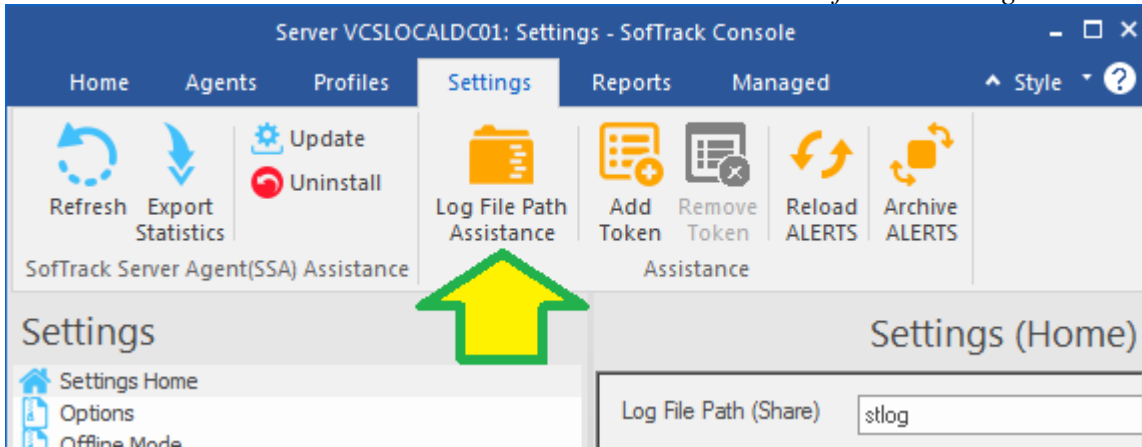 Server VCSLOCALDC01: Settings - SofTrack Console
Home Agents Profiles Settings Reports Managed Style ?
Update
Uninstall
Refresh Export Statistics
Log File Path Assistance
Add Token
Remove Token
Reload ALERTS
Archive ALERTS
SofTrack Server Agent(SSA) Assistance
Assistance
Settings
Settings (Home)
Settings Home
Options
Offline Mode
Log File Path (Share) stlog